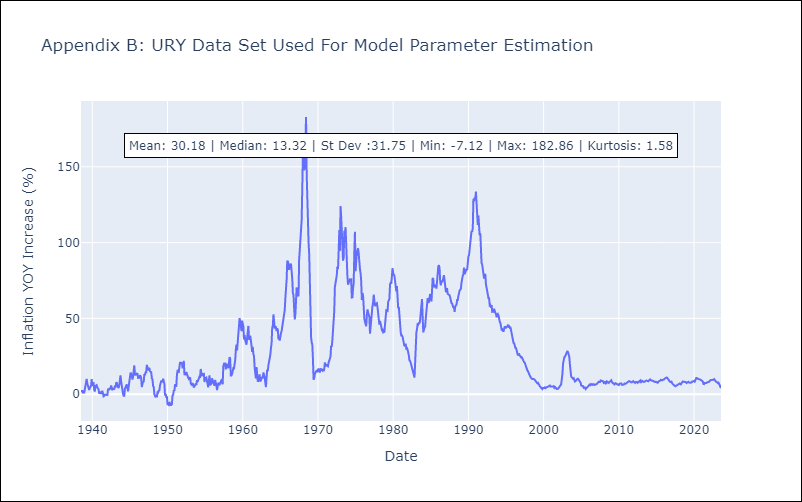 Appendix B: URY Data Set Used For Model Parameter Estimation
Mean: 30.18 | Median: 13.32 | St Dev :31.75 | Min: -7.12 | Max: 182.86 | Kurtosis: 1.58
Inflation YOY Increase (%)
150
100
50
0
1940 1950 1960 1970 1980 1990 2000 2010 2020
Date